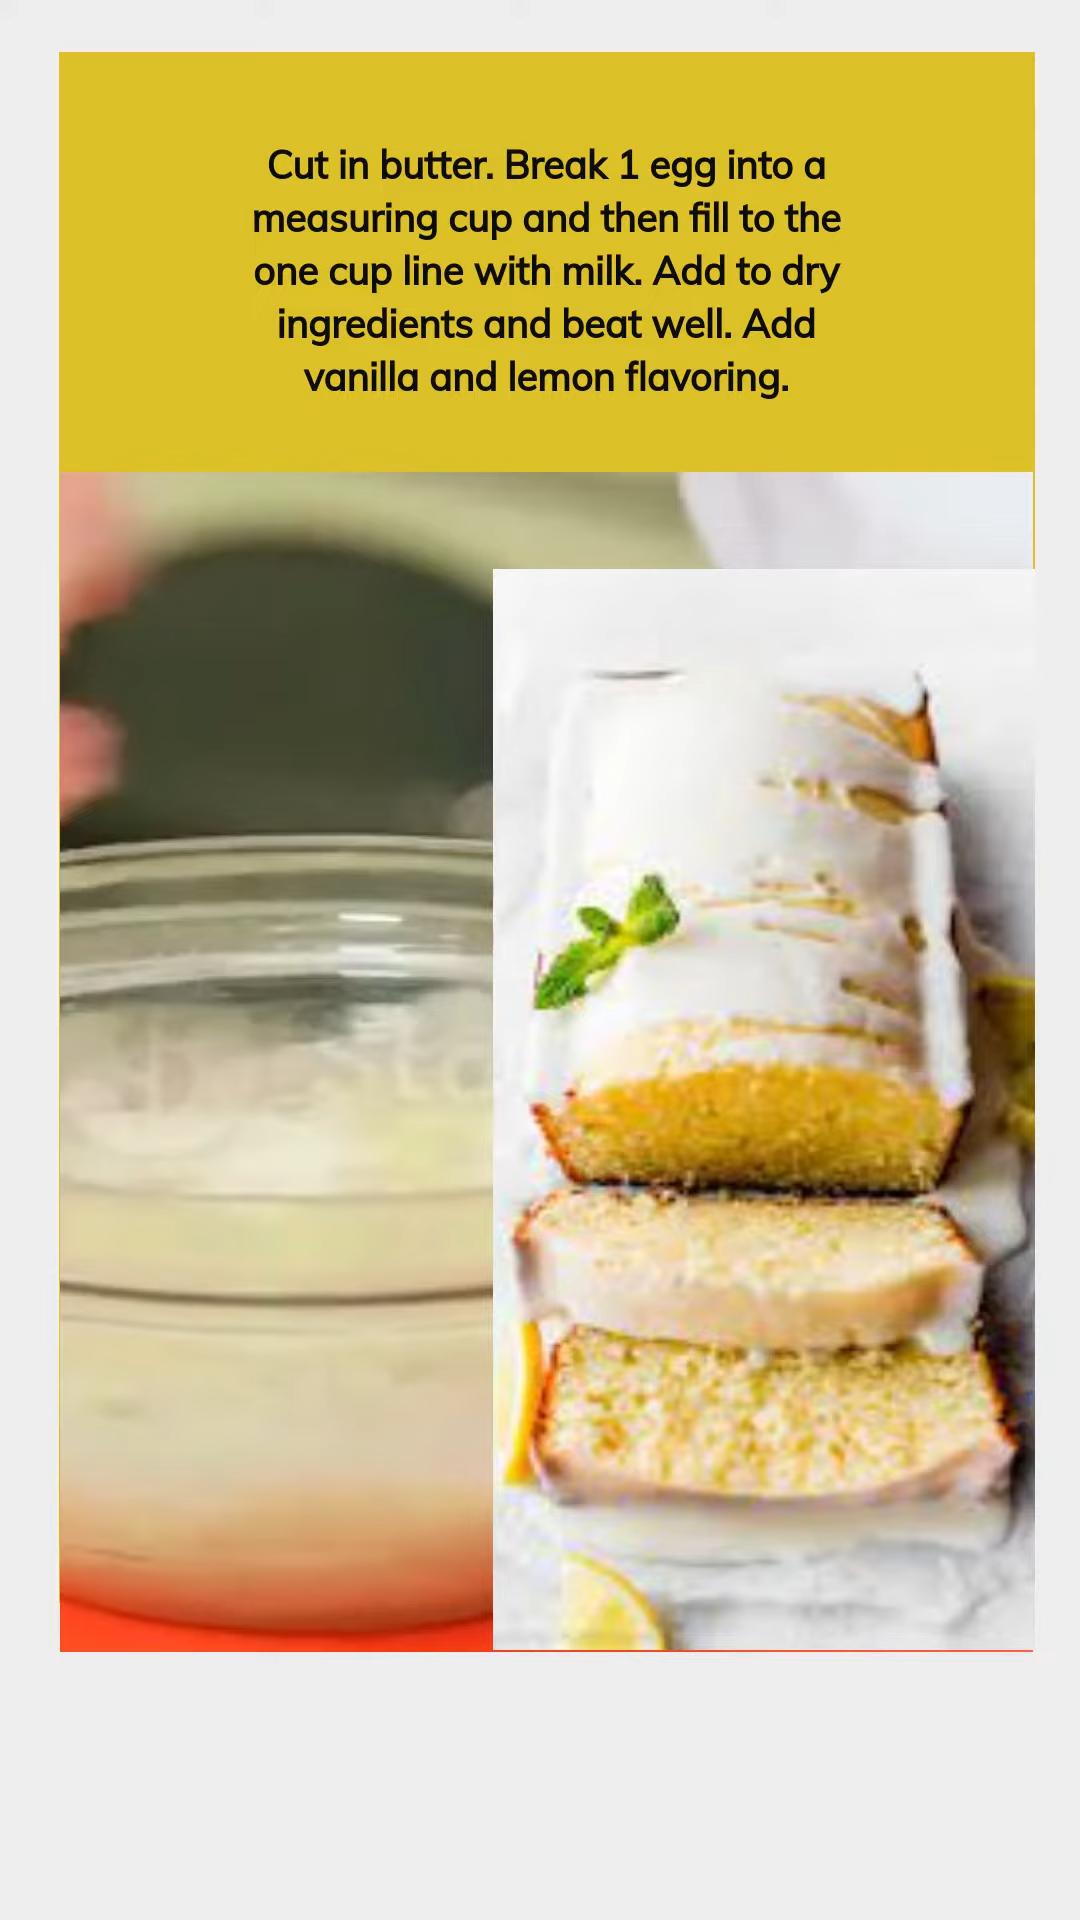 Cut in butter. Break 1 egg into a
measuring cup and then fill to the
one cup line with milk. Add to dry
ingredients and beat well. Add
vanilla and lemon flavoring.